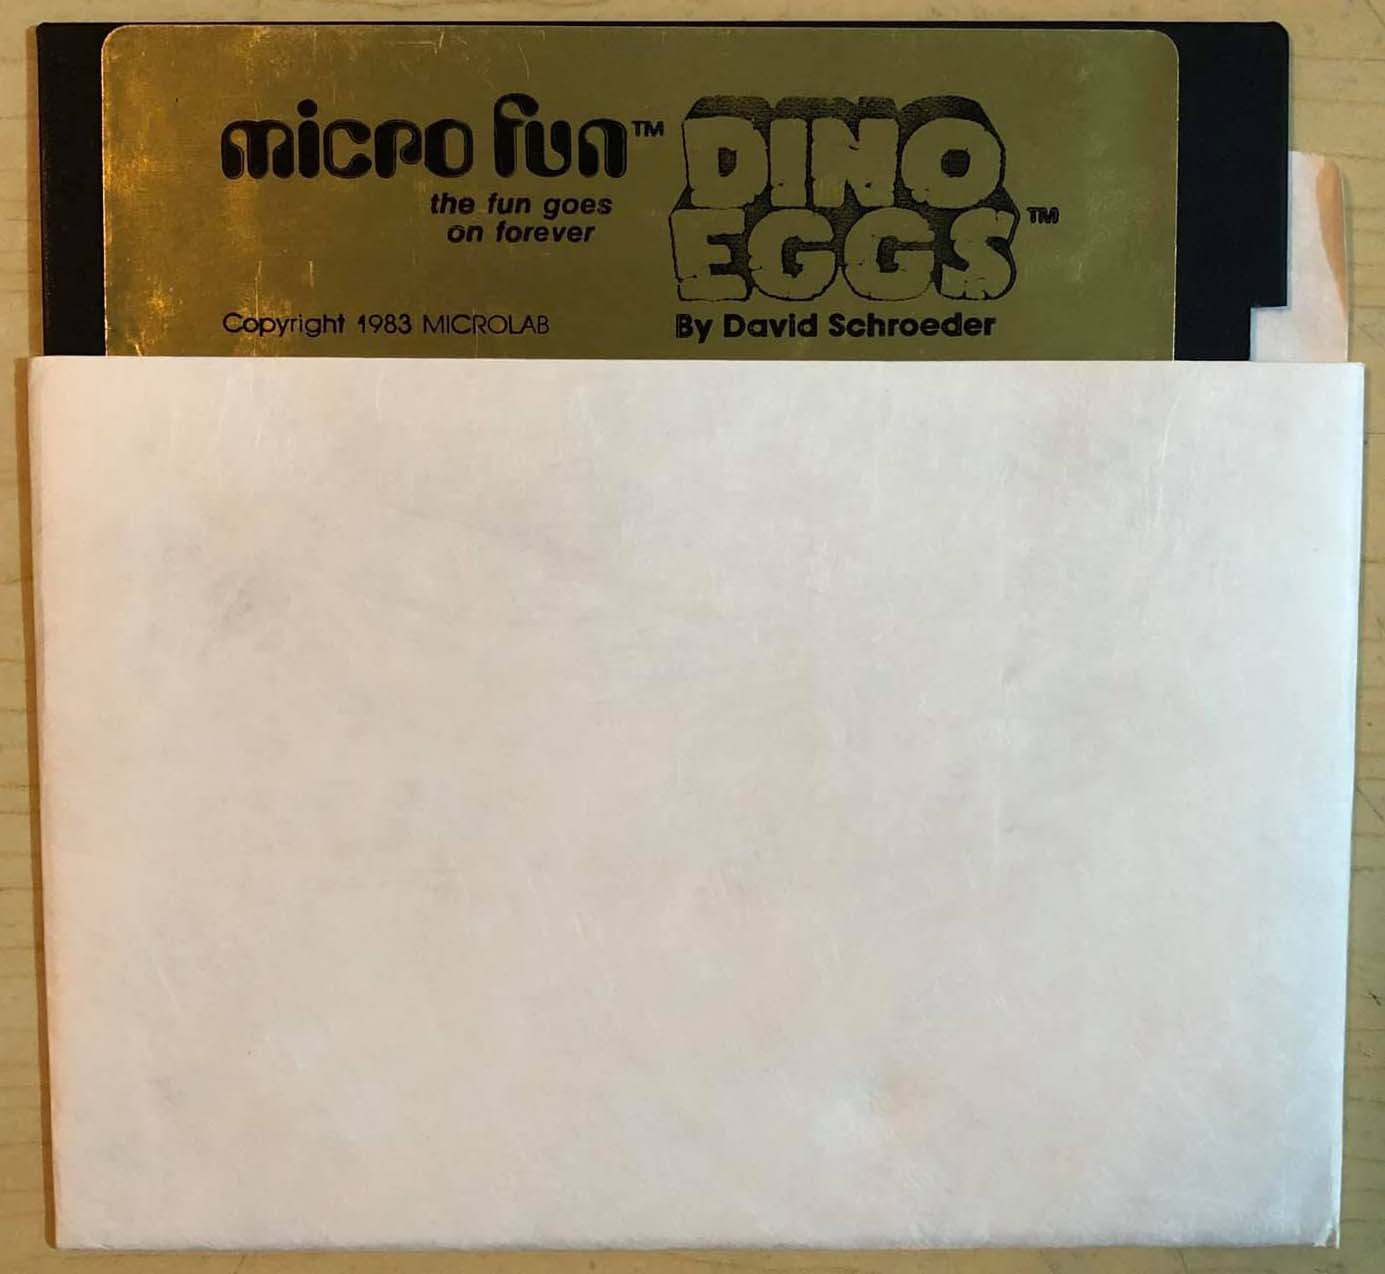 micro fun™
the fun goes
on forever
Copyright 1983 MICROLAB
DINO
EGGS™
By David Schroeder